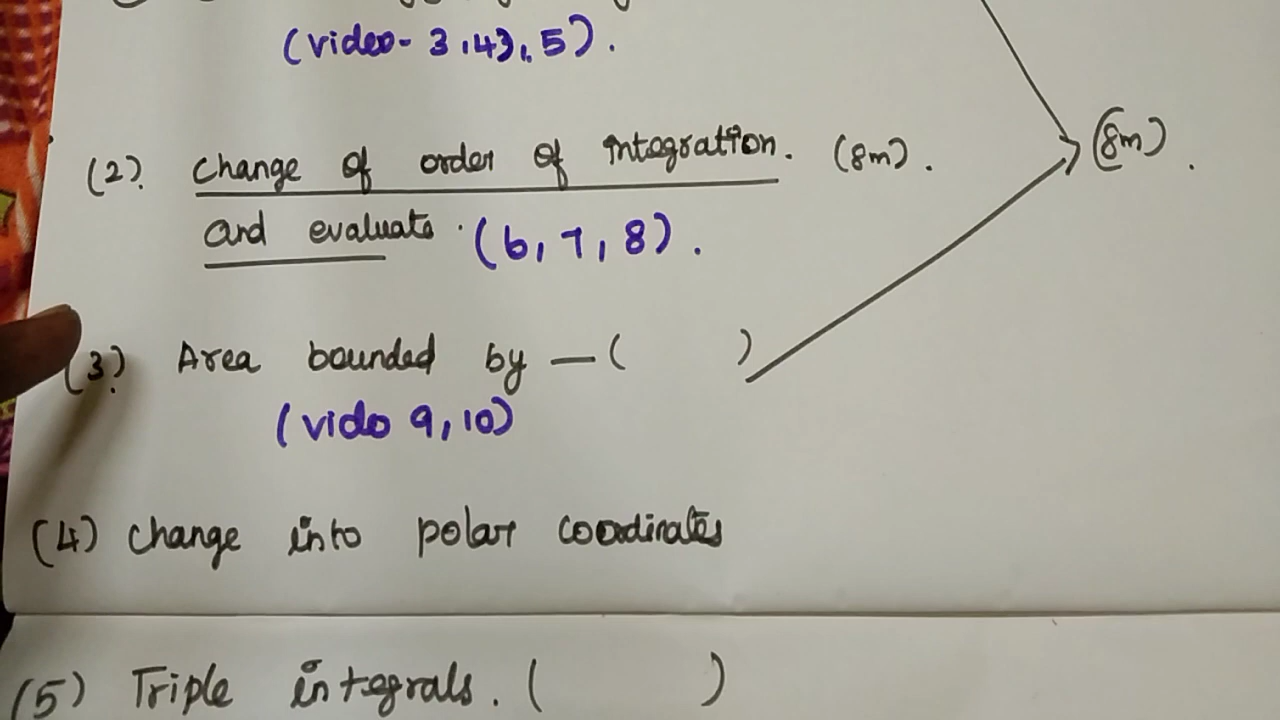 (video- 3,4,5).
(2) Change of order of integration. (8m). (8m).
and evaluate. (6, 7, 8).
(3) Area bounded by — ( )
(vido 9, 10)
(4) change into polar coordinates
(5) Triple integrals. ( )